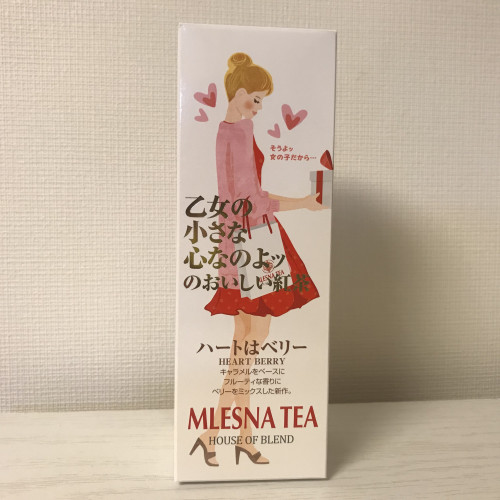 そうよッ
女の子だから…
乙女の
小さな
心なのよッ
のおいしい紅茶
MLESNA TEA
ハートはベリー
HEART BERRY
キャラメルをベースに
フルーティな香りに
ベリーをミックスした新作。
MLESNA TEA
HOUSE OF BLEND